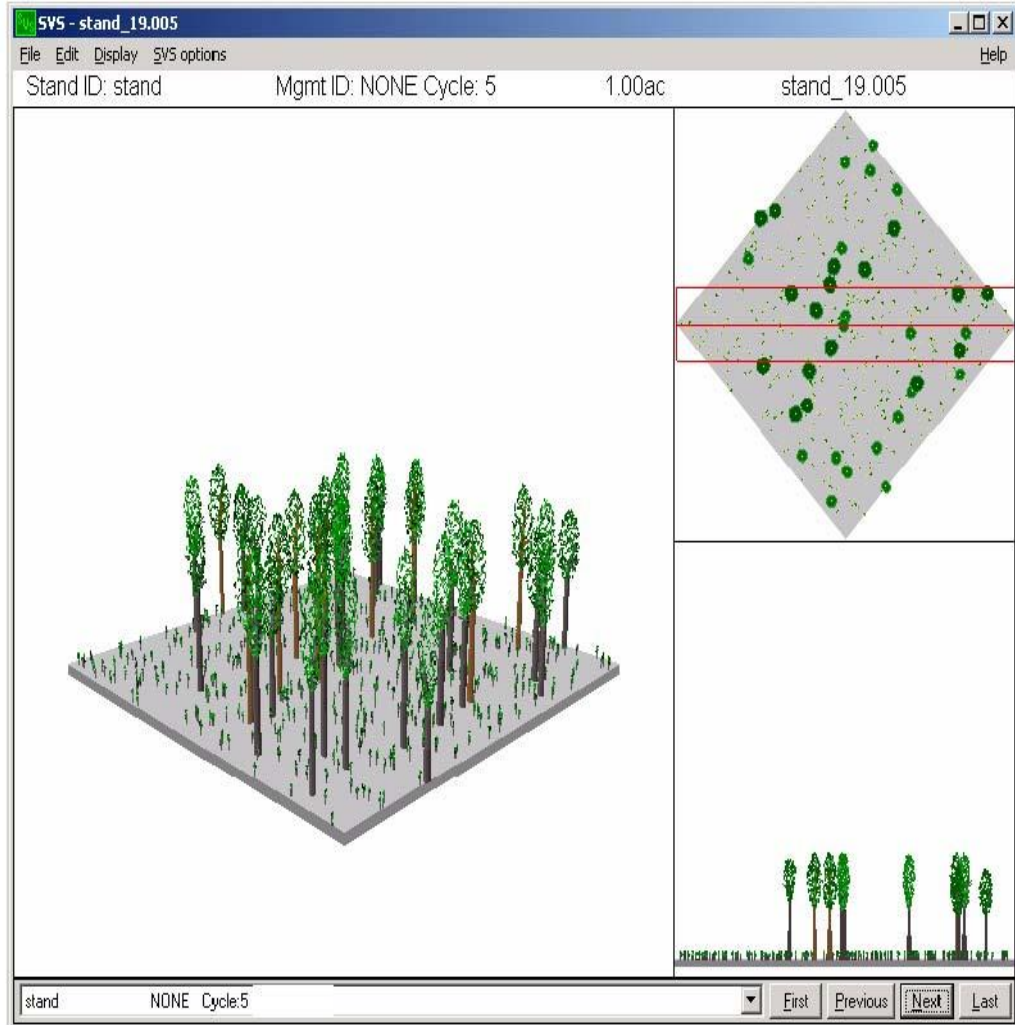 SVS - stand_19.005
File Edit Display SVS options Help
Stand ID: stand Mgmt ID: NONE Cycle: 5 1.00ac stand_19.005
stand NONE Cycle:5 First Previous Next Last